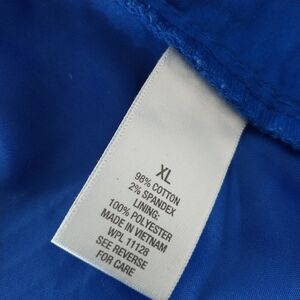 XL
98% COTTON
2% SPANDEX
LINING:
100% POLYESTER
MADE IN VIETNAM
WPL 11128
SEE REVERSE
FOR CARE